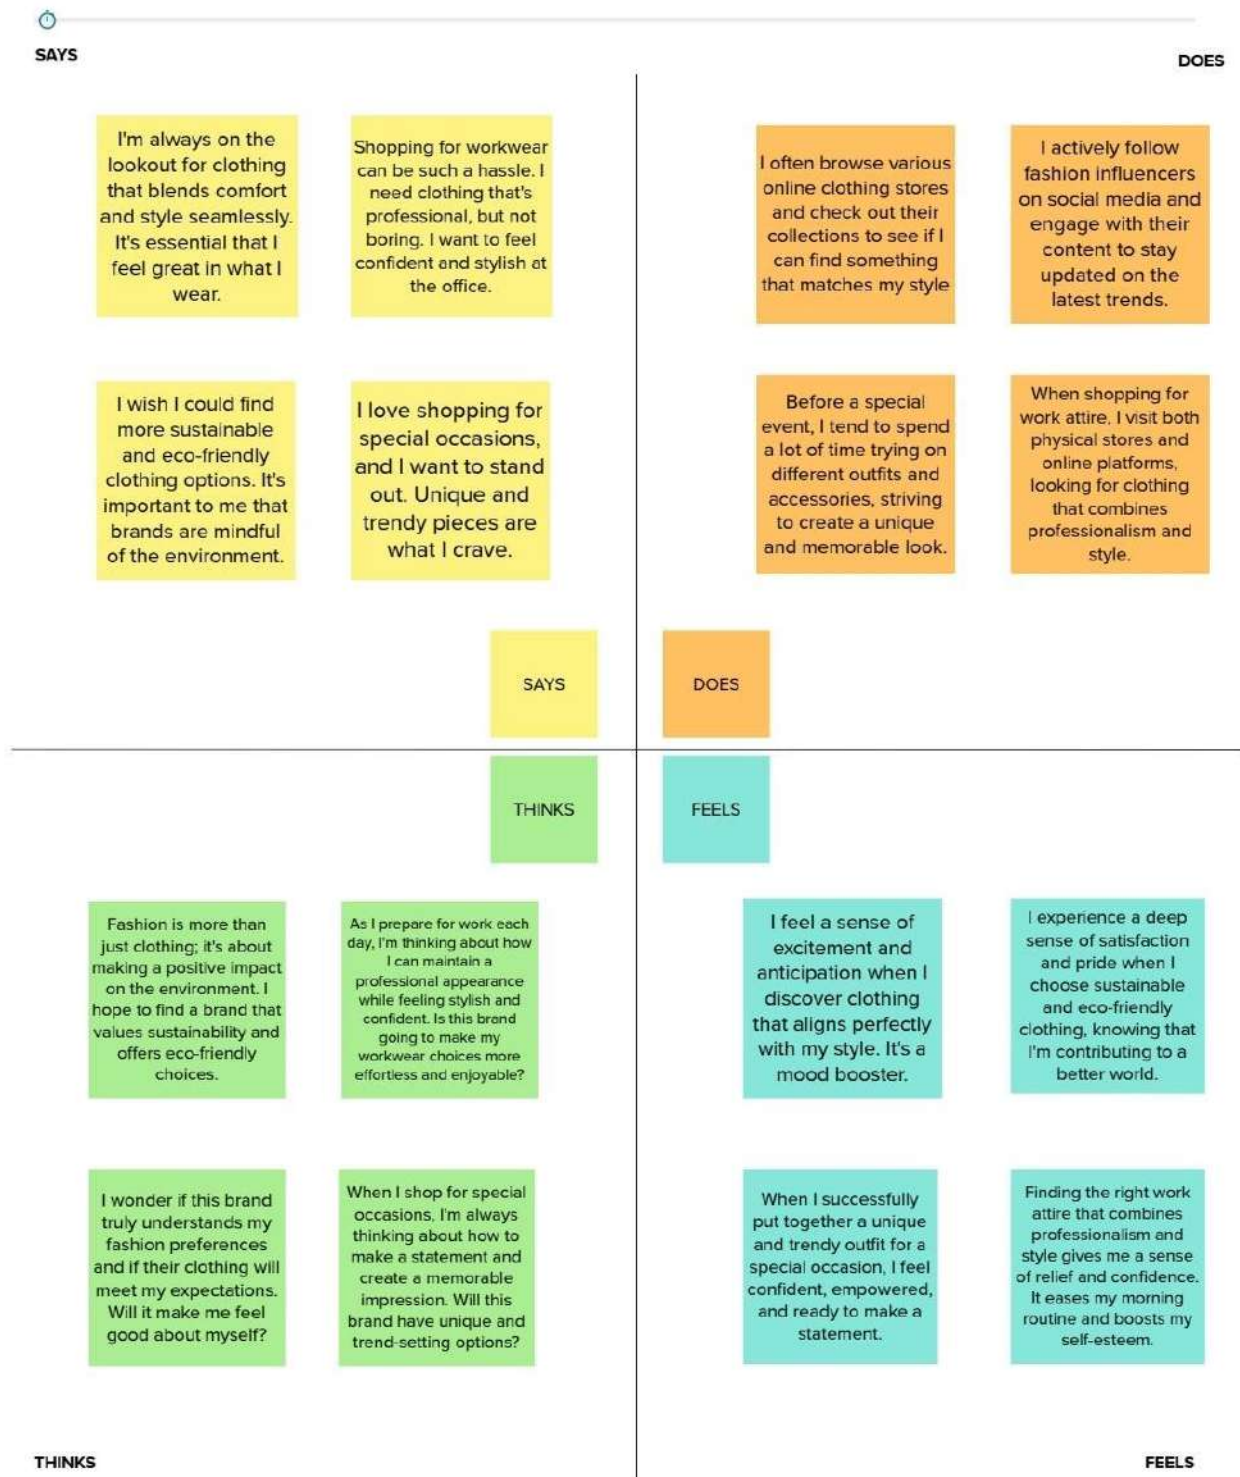 SAYS
DOES
I'm always on the
lookout for clothing
that blends comfort
and style seamlessly.
It's essential that I
feel great in what I
wear.
Shopping for workwear
can be such a hassle. I
need clothing that's
professional, but not
boring. I want to feel
confident and stylish at
the office.
I often browse various
online clothing stores
and check out their
collections to see if I
can find something
that matches my style
I actively follow
fashion influencers
on social media and
engage with their
content to stay
updated on the
latest trends.
I wish I could find
more sustainable
and eco-friendly
clothing options. It's
important to me that
brands are mindful
of the environment.
I love shopping for
special occasions,
and I want to stand
out. Unique and
trendy pieces are
what I crave.
Before a special
event, I tend to spend
a lot of time trying on
different outfits and
accessories, striving
to create a unique
and memorable look.
When shopping for
work attire, I visit both
physical stores and
online platforms,
looking for clothing
that combines
professionalism and
style.
SAYS
DOES
THINKS
FEELS
Fashion is more than
just clothing; it's about
making a positive impact
on the environment. I
hope to find a brand that
values sustainability and
offers eco-friendly
choices.
As I prepare for work each
day, I'm thinking about how
I can maintain a
professional appearance
while feeling stylish and
confident. Is this brand
going to make my
workwear choices more
effortless and enjoyable?
I feel a sense of
excitement and
anticipation when I
discover clothing
that aligns perfectly
with my style. It's a
mood booster.
I experience a deep
sense of satisfaction
and pride when I
choose sustainable
and eco-friendly
clothing, knowing that
I'm contributing to a
better world.
I wonder if this brand
truly understands my
fashion preferences
and if their clothing will
meet my expectations.
Will it make me feel
good about myself?
When I shop for special
occasions, I'm always
thinking about how to
make a statement and
create a memorable
impression. Will this
brand have unique and
trend-setting options?
When I successfully
put together a unique
and trendy outfit for a
special occasion, I feel
confident, empowered,
and ready to make a
statement.
Finding the right work
attire that combines
professionalism and
style gives me a sense
of relief and confidence.
It eases my morning
routine and boosts my
self-esteem.
THINKS
FEELS